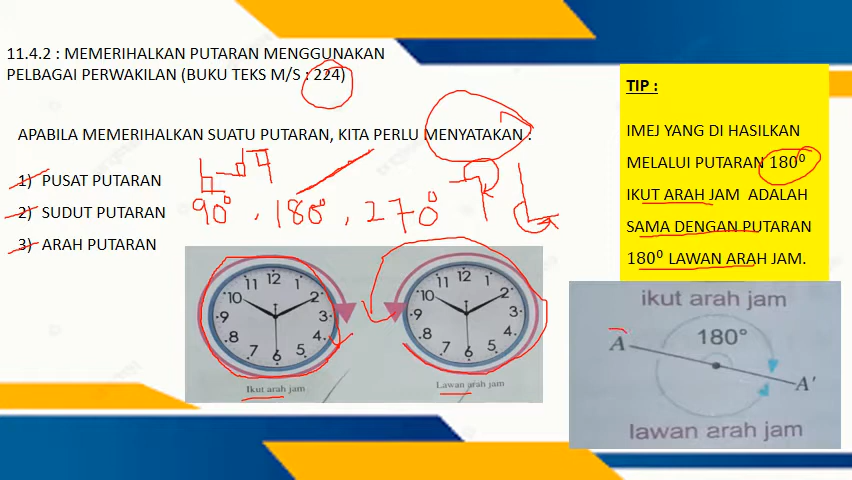 11.4.2 : MEMERIHALKAN PUTARAN MENGGUNAKAN
PELBAGAI PERWAKILAN (BUKU TEKS M/S : 224)
APABILA MEMERIHALKAN SUATU PUTARAN, KITA PERLU MENYATAKAN :
1) PUSAT PUTARAN
2) SUDUT PUTARAN
3) ARAH PUTARAN
90°, 180°, 270°
12 1 2 3 4 5 6 7 8 9 10 11
Ikut arah jam
12 1 2 3 4 5 6 7 8 9 10 11
Lawan arah jam
TIP :
IMEJ YANG DI HASILKAN
MELALUI PUTARAN 180⁰
IKUT ARAH JAM ADALAH
SAMA DENGAN PUTARAN
180⁰ LAWAN ARAH JAM.
ikut arah jam
180°
A
A'
lawan arah jam